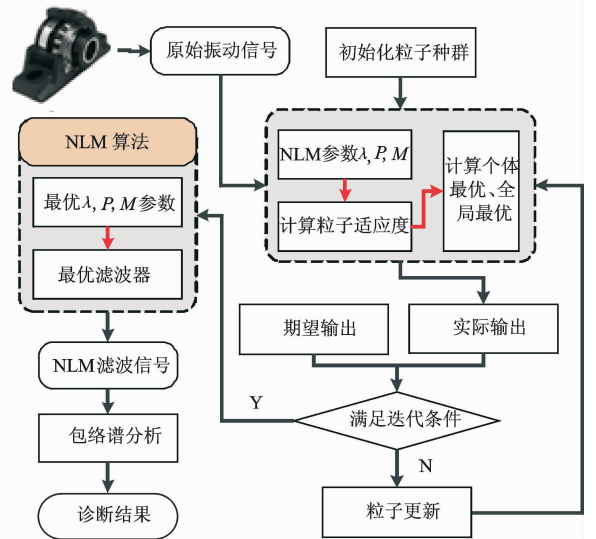 原始振动信号
初始化粒子种群
NLM 算法
最优λ, P, M 参数
最优滤波器
NLM参数λ, P, M
计算粒子适应度
计算个体
最优、全
局最优
期望输出
实际输出
NLM滤波信号
Y
满足迭代条件
包络谱分析
N
诊断结果
粒子更新